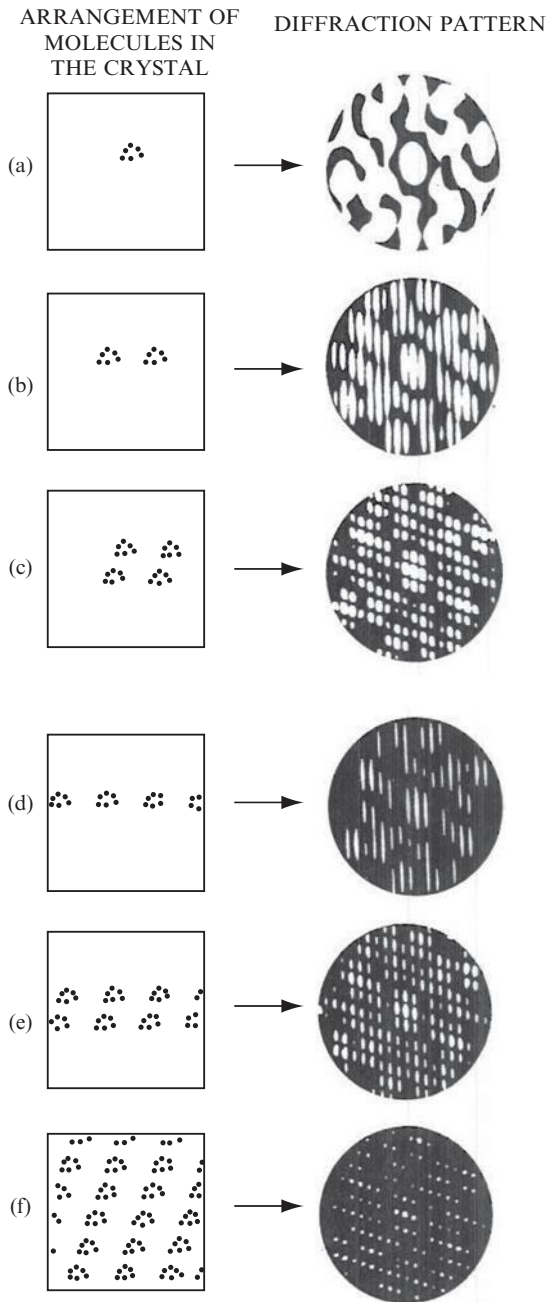 ARRANGEMENT OF
MOLECULES IN
THE CRYSTAL
DIFFRACTION PATTERN
(a)
(b)
(c)
(d)
(e)
(f)